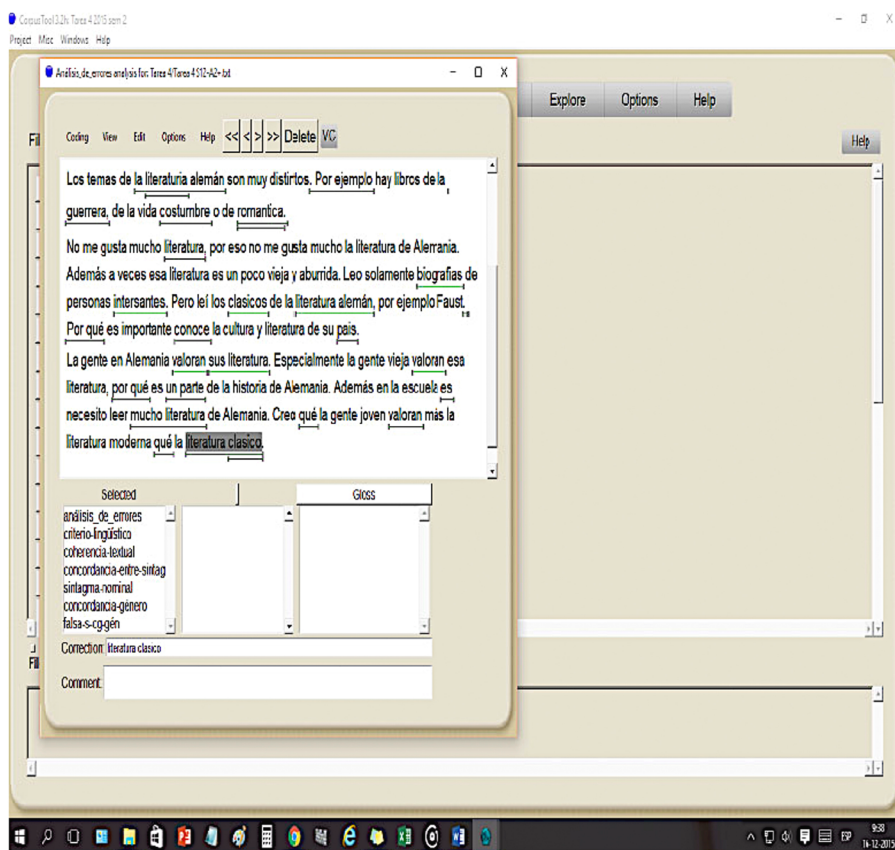 CorpusTool 3.2h: Tarea 4 2015 sem 2
Project Misc Windows Help
Análisis_de_errores analysis for: Tarea 4/Tarea 4 S12-A2+.txt
Explore Options Help
Coding View Edit Options Help << < > >> Delete VC
Fil
Help
Los temas de la literaturia alemán son muy distirtos. Por ejemplo hay libros de la
guerrera, de la vida costumbre o de romantica.
No me gusta mucho literatura, por eso no me gusta mucho la literatura de Alemania.
Además a veces esa literatura es un poco vieja y aburrida. Leo solamente biografias de
personas intersantes. Pero leí los clasicos de la literatura alemán, por ejemplo Faust.
Por qué es importante conoce la cultura y literatura de su pais.
La gente en Alemania valoran sus literatura. Especialmente la gente vieja valoran esa
literatura, por qué es un parte de la historia de Alemania. Además en la escuela es
necesito leer mucho literatura de Alemania. Creo qué la gente joven valoran más la
literatura moderna qué la literatura clasico.
Selected Gloss
análisis_de_errores
criterio-lingüístico
coherencia-textual
concordancia-entre-sintag
sintagma-nominal
concordancia-género
falsa-s-cg-gén
Correction: literatura clasico
Fil
Comment:
9:38
ESP
16-12-2015